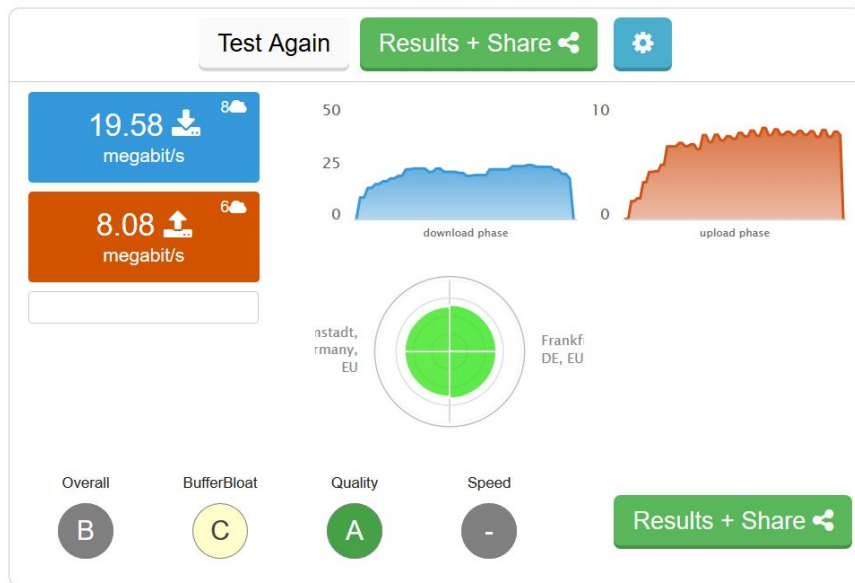 Test Again
Results + Share
19.58
8
megabit/s
8.08
6
megabit/s
50
25
0
download phase
10
0
upload phase
nstadt,
rmany,
EU
Frankf
DE, EU
Overall
BufferBloat
Quality
Speed
B
C
A
-
Results + Share